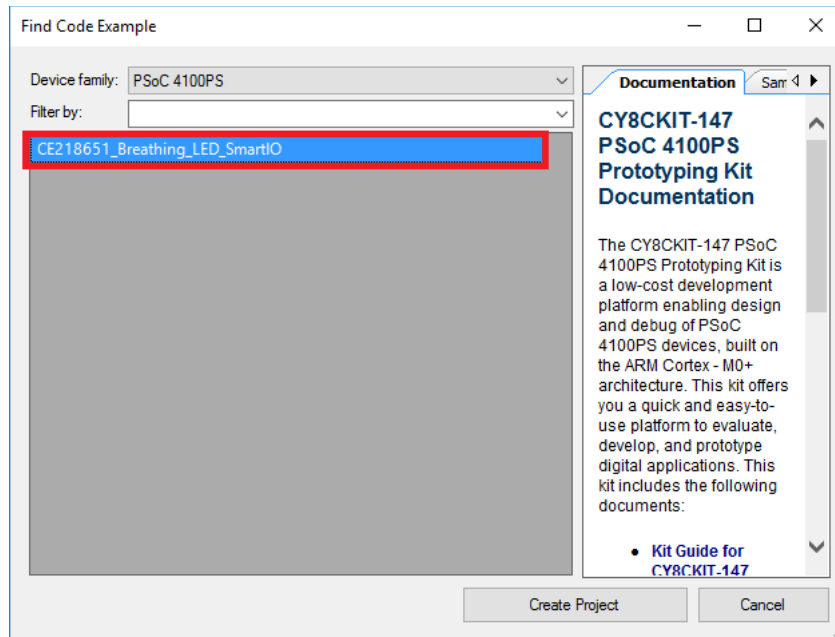 Find Code Example
Device family: PSoC 4100PS
Filter by:
CE218651_Breathing_LED_SmartIO
Documentation
CY8CKIT-147
PSoC 4100PS
Prototyping Kit
Documentation
The CY8CKIT-147 PSoC
4100PS Prototyping Kit is
a low-cost development
platform enabling design
and debug of PSoC
4100PS devices, built on
the ARM Cortex - M0+
architecture. This kit offers
you a quick and easy-to-
use platform to evaluate,
develop, and prototype
digital applications. This
kit includes the following
documents:
• Kit Guide for
CY8CKIT-147
Create Project Cancel